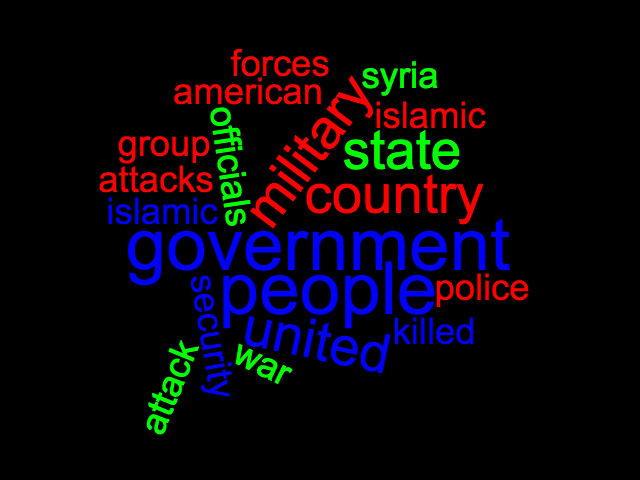 forces
syria
american
islamic
officials
military
group
state
attacks
country
islamic
government
people
police
security
united
killed
war
attack